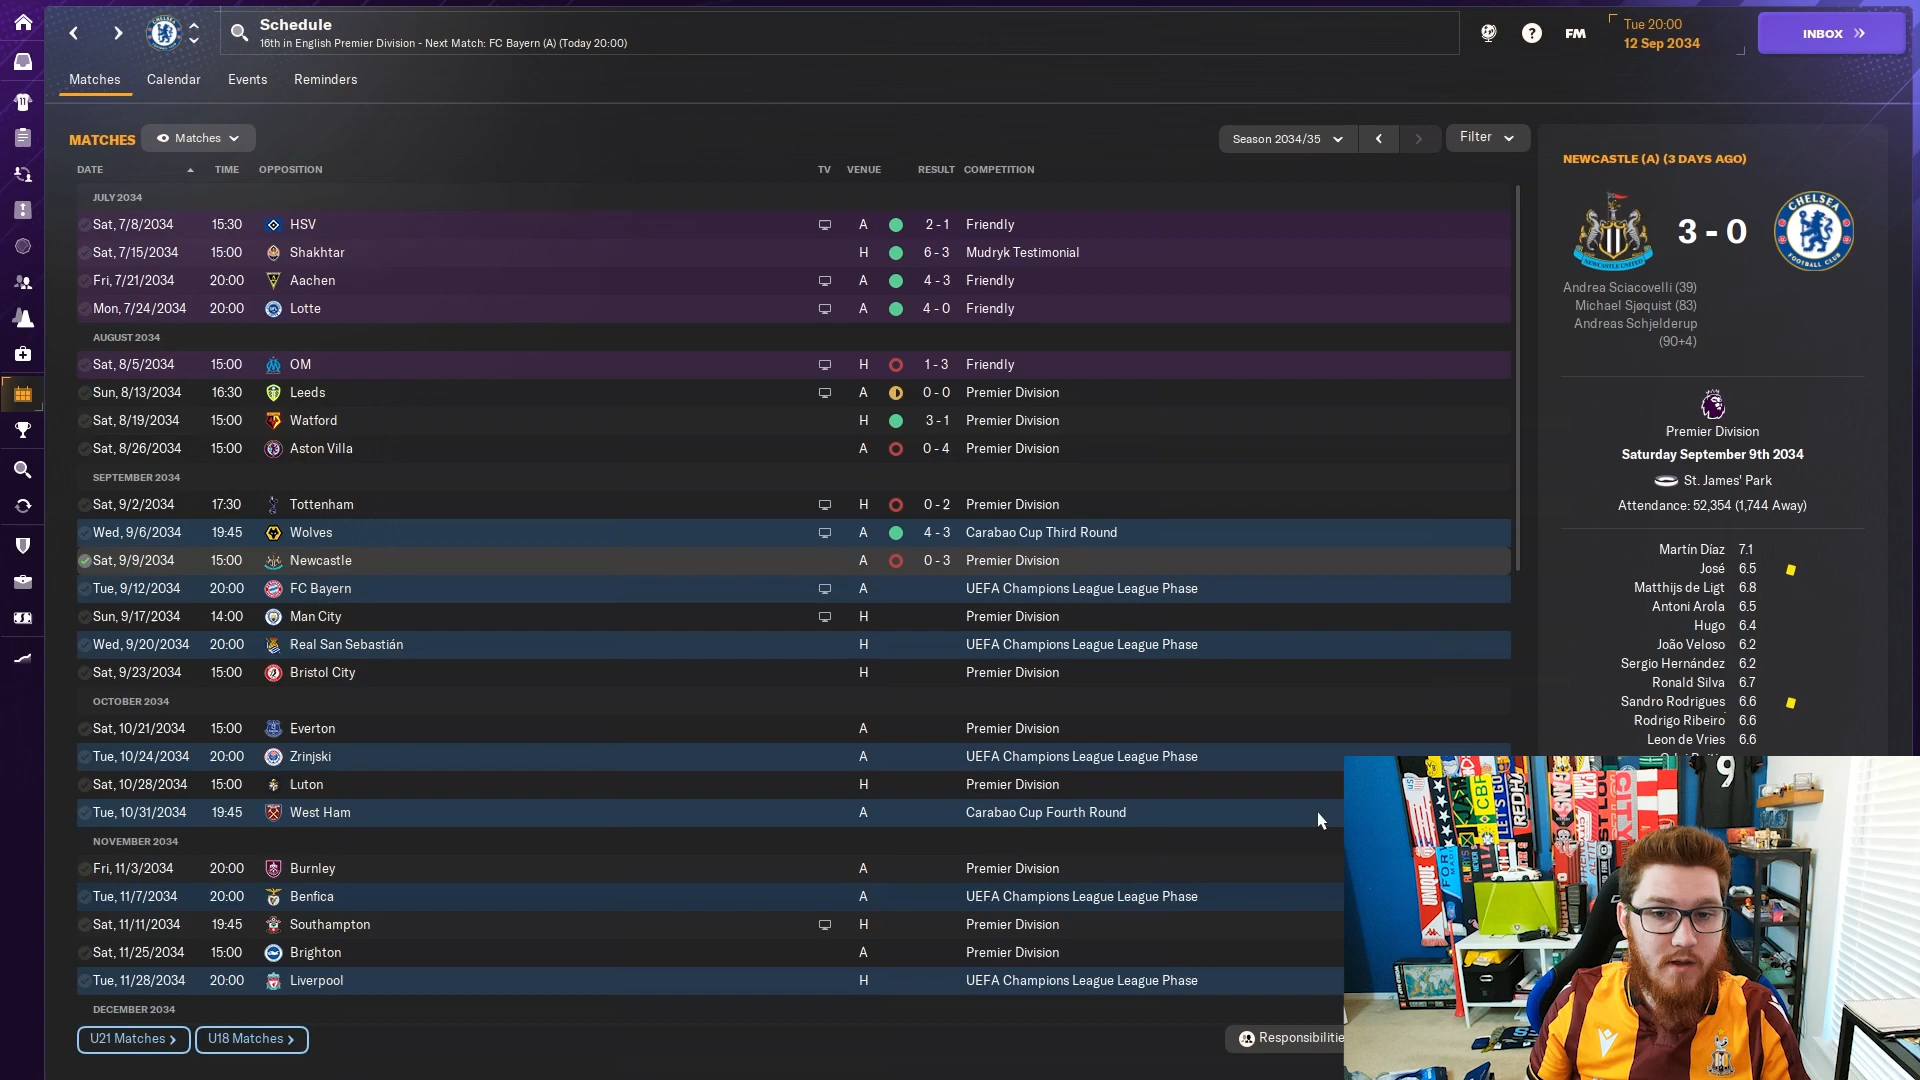 Schedule
16th in English Premier Division - Next Match: FC Bayern (A) (Today 20:00)
FM
Tue 20:00
12 Sep 2034
INBOX
Matches
Calendar
Events
Reminders
MATCHES
Matches
Season 2034/35
Filter
DATE TIME OPPOSITION TV VENUE RESULT COMPETITION
JULY 2034
Sat, 7/8/2034 15:30 HSV A 2 - 1 Friendly
Sat, 7/15/2034 15:00 Shakhtar H 6 - 3 Mudryk Testimonial
Fri, 7/21/2034 20:00 Aachen A 4 - 3 Friendly
Mon, 7/24/2034 20:00 Lotte A 4 - 0 Friendly
AUGUST 2034
Sat, 8/5/2034 15:00 OM H 1 - 3 Friendly
Sun, 8/13/2034 16:30 Leeds A 0 - 0 Premier Division
Sat, 8/19/2034 15:00 Watford H 3 - 1 Premier Division
Sat, 8/26/2034 15:00 Aston Villa A 0 - 4 Premier Division
SEPTEMBER 2034
Sat, 9/2/2034 17:30 Tottenham H 0 - 2 Premier Division
Wed, 9/6/2034 19:45 Wolves A 4 - 3 Carabao Cup Third Round
Sat, 9/9/2034 15:00 Newcastle A 0 - 3 Premier Division
Tue, 9/12/2034 20:00 FC Bayern A UEFA Champions League League Phase
Sun, 9/17/2034 14:00 Man City H Premier Division
Wed, 9/20/2034 20:00 Real San Sebastián H UEFA Champions League League Phase
Sat, 9/23/2034 15:00 Bristol City H Premier Division
OCTOBER 2034
Sat, 10/21/2034 15:00 Everton A Premier Division
Tue, 10/24/2034 20:00 Zrinjski A UEFA Champions League League Phase
Sat, 10/28/2034 15:00 Luton H Premier Division
Tue, 10/31/2034 19:45 West Ham A Carabao Cup Fourth Round
NOVEMBER 2034
Fri, 11/3/2034 20:00 Burnley A Premier Division
Tue, 11/7/2034 20:00 Benfica A UEFA Champions League League Phase
Sat, 11/11/2034 19:45 Southampton H Premier Division
Sat, 11/25/2034 15:00 Brighton A Premier Division
Tue, 11/28/2034 20:00 Liverpool H UEFA Champions League League Phase
DECEMBER 2034
U21 Matches
U18 Matches
Responsibilitie
NEWCASTLE (A) (3 DAYS AGO)
NEWCASTLE UNITED
3 - 0
CHELSEA
FOOTBALL CLUB
Andrea Sciacovelli (39)
Michael Sjøquist (83)
Andreas Schjelderup
(90+4)
Premier Division
Saturday September 9th 2034
St. James' Park
Attendance: 52,354 (1,744 Away)
Martín Díaz 7.1
José 6.5
Matthijs de Ligt 6.8
Antoni Arola 6.5
Hugo 6.4
João Veloso 6.2
Sergio Hernández 6.2
Ronald Silva 6.7
Sandro Rodrigues 6.6
Rodrigo Ribeiro 6.6
Leon de Vries 6.6
9
CBF
LET'S GO
REDHA
UNIQUE
CITY